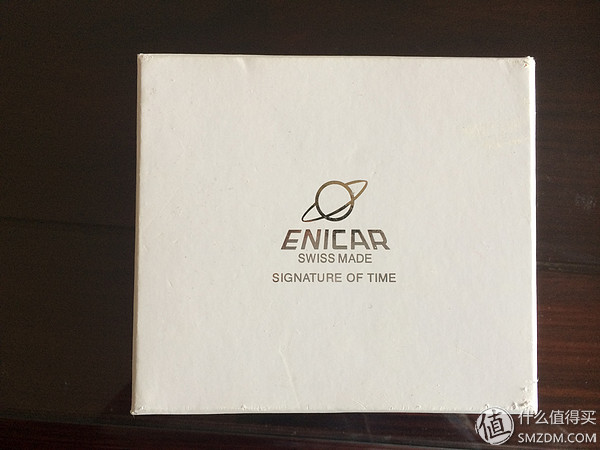 ENICAR
SWISS MADE
SIGNATURE OF TIME
值 什么值得买
SMZDM.COM